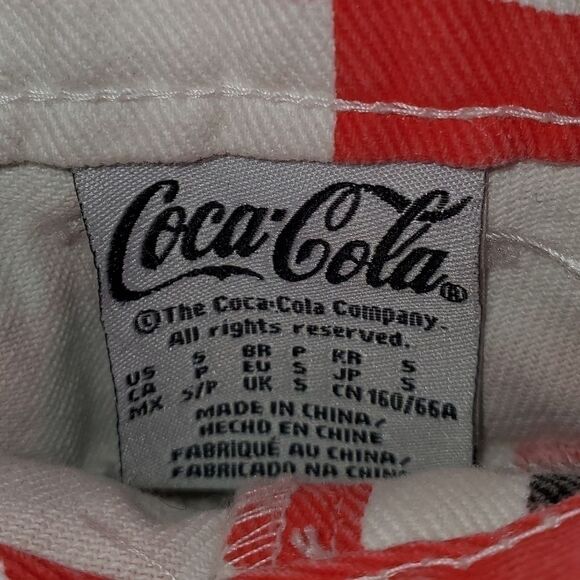 Coca-Cola®
©The Coca-Cola Company.
All rights reserved.
US S BR P KR S
CA P EU S JP S
MX S/P UK S CN 160/66A
MADE IN CHINA/
HECHO EN CHINE
FABRIQUÉ AU CHINA/
FABRICADO NA CHINA